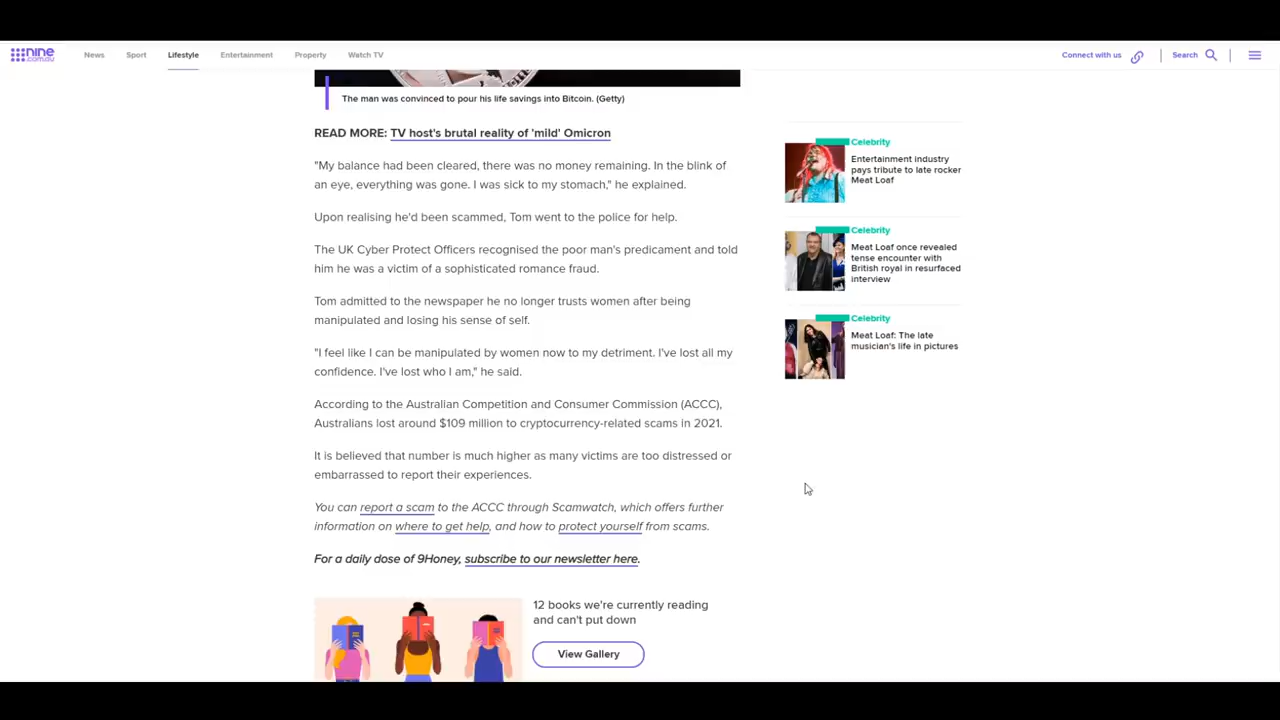 nine
.com.au
News Sport Lifestyle Entertainment Property Watch TV
Connect with us Search
The man was convinced to pour his life savings into Bitcoin. (Getty)
READ MORE: TV host's brutal reality of 'mild' Omicron
"My balance had been cleared, there was no money remaining. In the blink of
an eye, everything was gone. I was sick to my stomach," he explained.
Upon realising he'd been scammed, Tom went to the police for help.
The UK Cyber Protect Officers recognised the poor man's predicament and told
him he was a victim of a sophisticated romance fraud.
Tom admitted to the newspaper he no longer trusts women after being
manipulated and losing his sense of self.
"I feel like I can be manipulated by women now to my detriment. I've lost all my
confidence. I've lost who I am," he said.
According to the Australian Competition and Consumer Commission (ACCC),
Australians lost around $109 million to cryptocurrency-related scams in 2021.
It is believed that number is much higher as many victims are too distressed or
embarrassed to report their experiences.
You can report a scam to the ACCC through Scamwatch, which offers further
information on where to get help, and how to protect yourself from scams.
For a daily dose of 9Honey, subscribe to our newsletter here.
12 books we're currently reading
and can't put down
View Gallery
Celebrity
Entertainment industry
pays tribute to late rocker
Meat Loaf
Celebrity
Meat Loaf once revealed
tense encounter with
British royal in resurfaced
interview
Celebrity
Meat Loaf: The late
musician's life in pictures